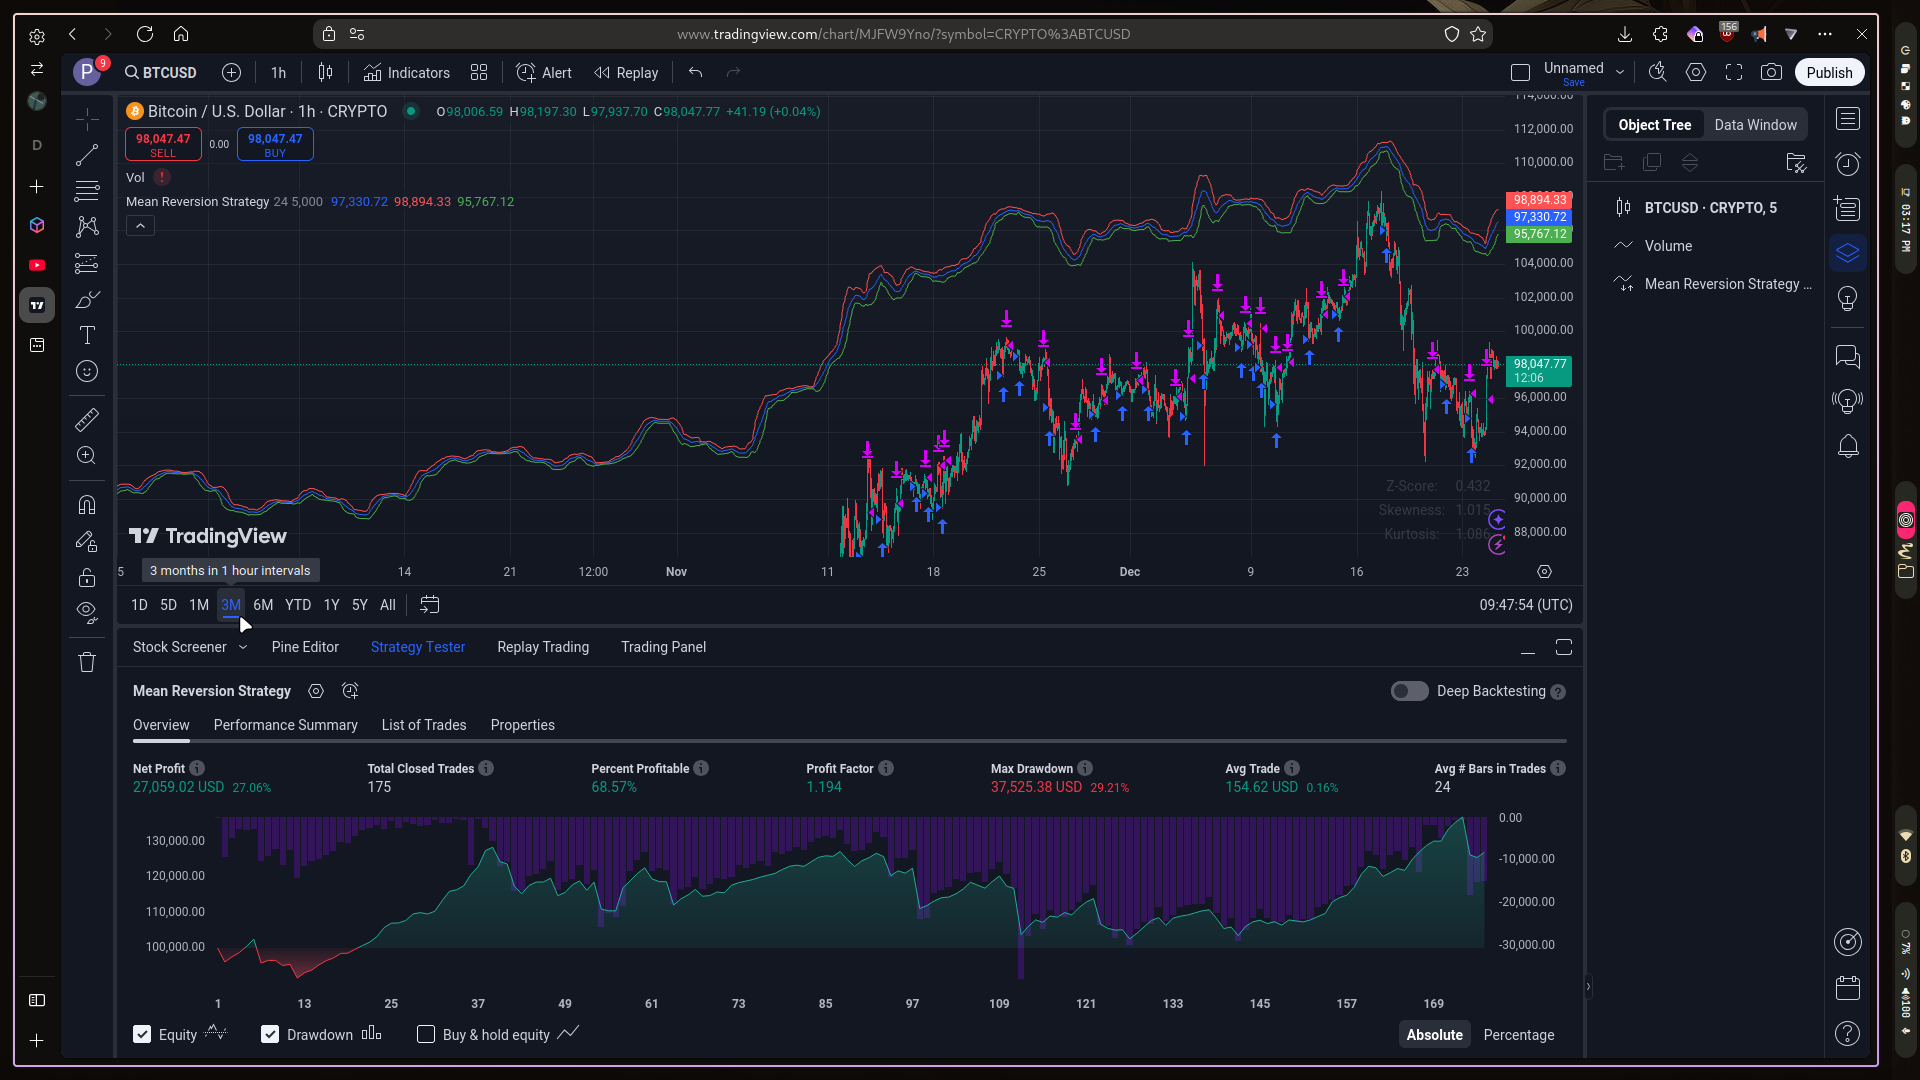 www.tradingview.com/chart/MJFW9Yno/?symbol=CRYPTO%3ABTCUSD
156
P
9
BTCUSD
1h
Indicators
Alert
Replay
Unnamed
Save
Publish
D
Bitcoin / U.S. Dollar · 1h · CRYPTO
O98,006.59 H98,197.30 L97,937.70 C98,047.77 +41.19 (+0.04%)
98,047.47
SELL
0.00
98,047.47
BUY
Vol
Mean Reversion Strategy 24 5,000 97,330.72 98,894.33 95,767.12
114,000.00
112,000.00
110,000.00
98,894.33
97,330.72
95,767.12
104,000.00
102,000.00
100,000.00
98,047.77
12:06
96,000.00
94,000.00
92,000.00
90,000.00
88,000.00
Z-Score: 0.432
Skewness: 1.015
Kurtosis: 1.086
TradingView
3 months in 1 hour intervals
5 14 21 12:00 Nov 11 18 25 Dec 9 16 23
1D 5D 1M 3M 6M YTD 1Y 5Y All
09:47:54 (UTC)
Object Tree
Data Window
BTCUSD · CRYPTO, 5
Volume
Mean Reversion Strategy ...
Stock Screener
Pine Editor
Strategy Tester
Replay Trading
Trading Panel
Mean Reversion Strategy
Deep Backtesting
Overview
Performance Summary
List of Trades
Properties
Net Profit
27,059.02 USD 27.06%
Total Closed Trades
175
Percent Profitable
68.57%
Profit Factor
1.194
Max Drawdown
37,525.38 USD 29.21%
Avg Trade
154.62 USD 0.16%
Avg # Bars in Trades
24
130,000.00
120,000.00
110,000.00
100,000.00
0.00
-10,000.00
-20,000.00
-30,000.00
1 13 25 37 49 61 73 85 97 109 121 133 145 157 169
Equity
Drawdown
Buy & hold equity
Absolute
Percentage
03:17 PM
7%
100